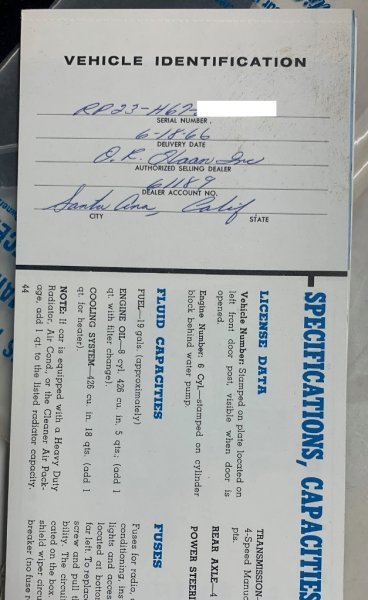 VEHICLE IDENTIFICATION
RP23-H67-
SERIAL NUMBER
6-18-66
DELIVERY DATE
O. R. Haan Inc
AUTHORIZED SELLING DEALER
61189
DEALER ACCOUNT NO.
Santa Ana, Calif
CITY STATE
SPECIFICATIONS, CAPACITIES
LICENSE DATA
Vehicle Number: Stamped on plate located on
left front door post, visible when door is
opened.
Engine Number: 6 Cyl.—stamped on cylinder
block behind water pump.
FLUID CAPACITIES
FUEL—19 gals (approximately)
ENGINE OIL—8 cyl. 426 cu. in. 5 qts.; (add 1
qt. with filter change).
COOLING SYSTEM—426 cu. in. 18 qts. (add 1
qt. for heater).
NOTE: If car is equipped with a Heavy Duty
Radiator, Air Cond., or the Cleaner Air Pack-
age, add 1 qt. to the listed radiator capacity.
44
TRANSMISSION—
4-Speed Manu
pts.
REAR AXLE—4
POWER STEERI
FUSES
Fuses for radio,
conditioning, ins
lights and access
located at botto
far left. To replac
screw and pull t
bility. The circu
cated on the box
shield wiper circu
breaker (no fuse r